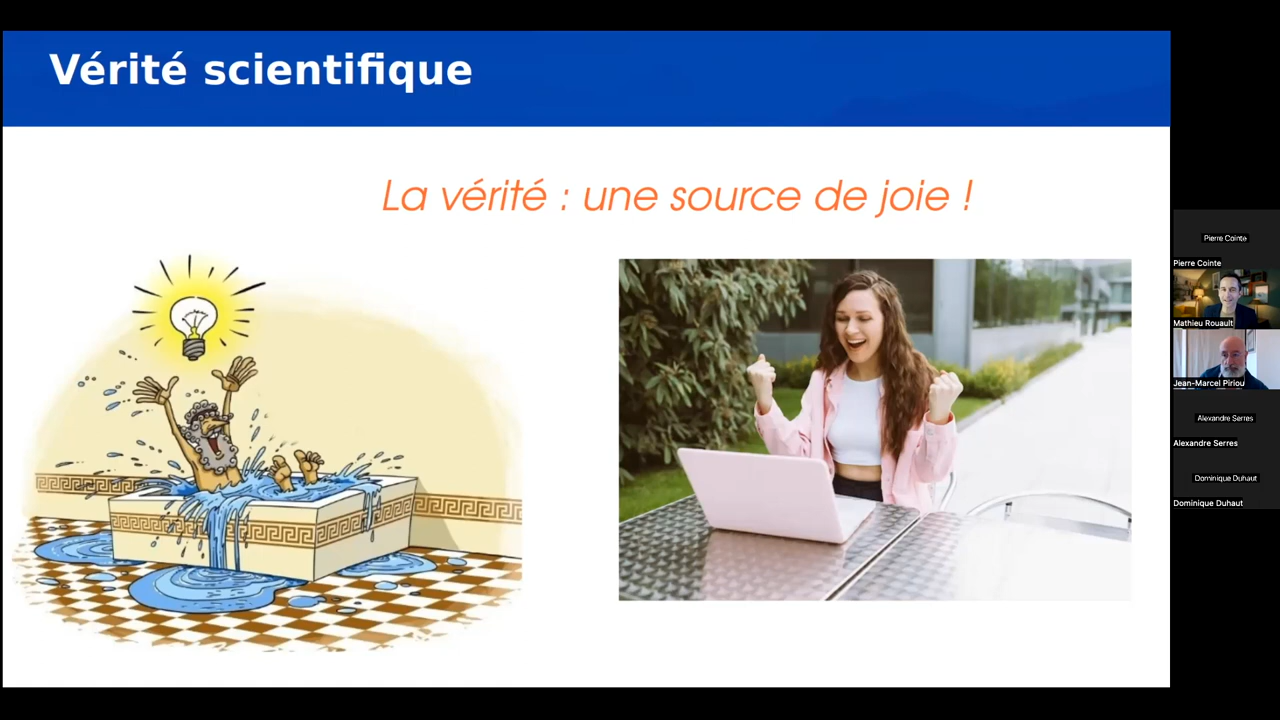 Vérité scientifique
La vérité : une source de joie !
Pierre Cointe
Pierre Cointe
Mathieu Rouault
Jean-Marcel Piriou
Alexandre Serres
Alexandre Serres
Dominique Duhaut
Dominique Duhaut